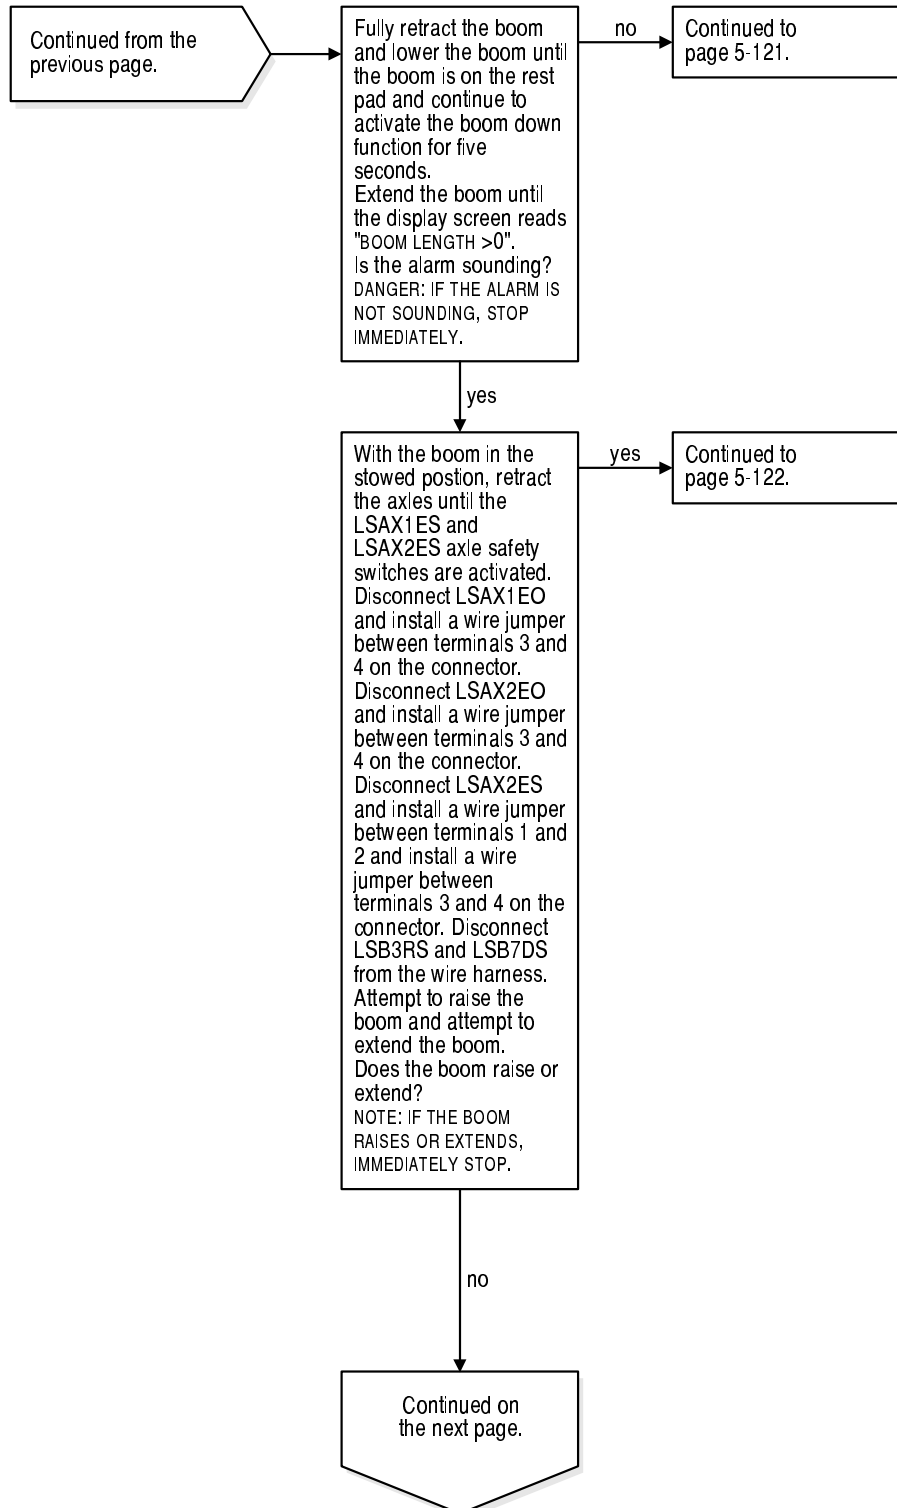 Continued from the
previous page.
Fully retract the boom
and lower the boom until
the boom is on the rest
pad and continue to
activate the boom down
function for five
seconds.
Extend the boom until
the display screen reads
"BOOM LENGTH >0".
Is the alarm sounding?
DANGER: IF THE ALARM IS
NOT SOUNDING, STOP
IMMEDIATELY.
no
Continued to
page 5-121.
yes
With the boom in the
stowed postion, retract
the axles until the
LSAX1ES and
LSAX2ES axle safety
switches are activated.
Disconnect LSAX1EO
and install a wire jumper
between terminals 3 and
4 on the connector.
Disconnect LSAX2EO
and install a wire jumper
between terminals 3 and
4 on the connector.
Disconnect LSAX2ES
and install a wire jumper
between terminals 1 and
2 and install a wire
jumper between
terminals 3 and 4 on the
connector. Disconnect
LSB3RS and LSB7DS
from the wire harness.
Attempt to raise the
boom and attempt to
extend the boom.
Does the boom raise or
extend?
NOTE: IF THE BOOM
RAISES OR EXTENDS,
IMMEDIATELY STOP.
yes
Continued to
page 5-122.
no
Continued on
the next page.